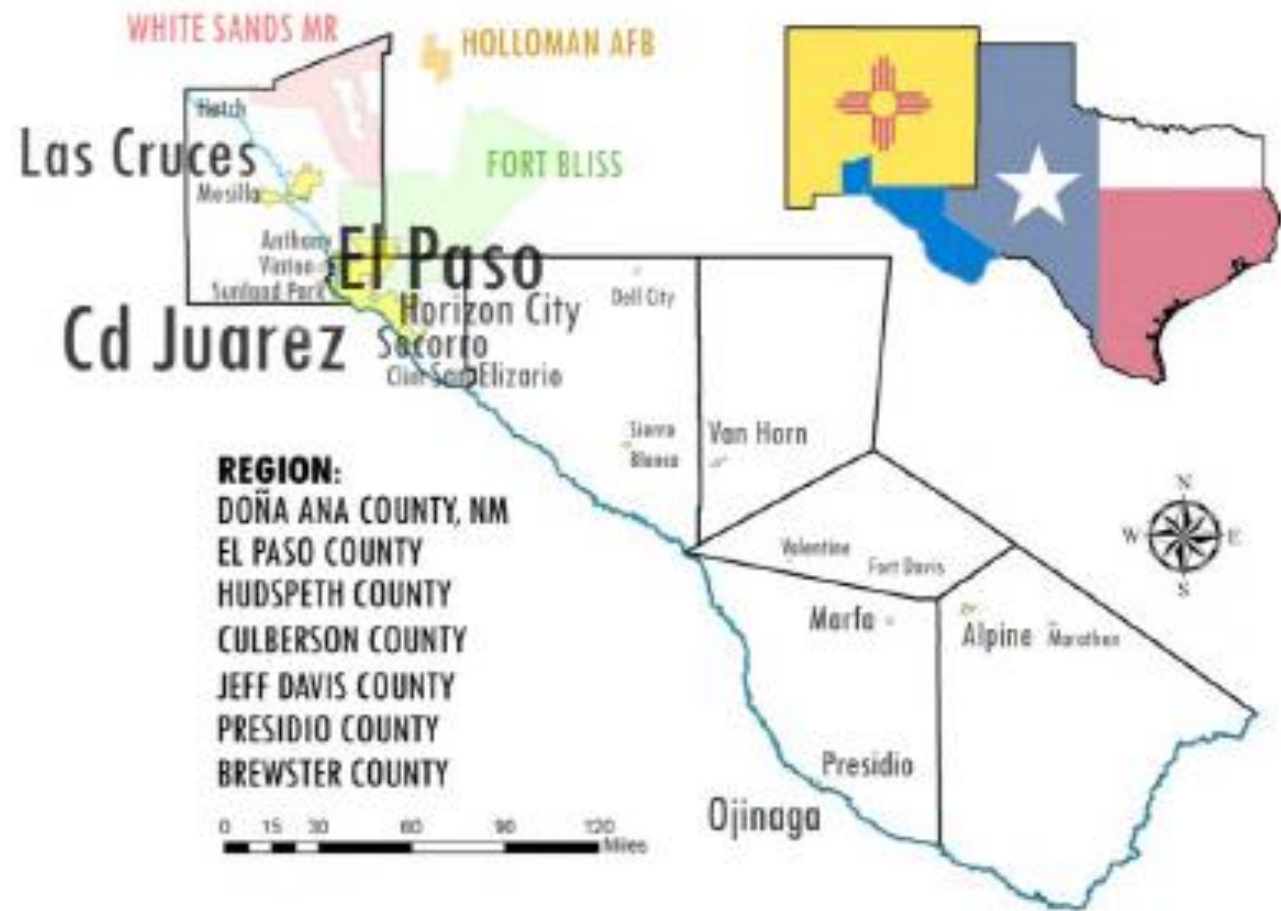 WHITE SANDS MR
HOLLOMAN AFB
Hatch
Las Cruces
FORT BLISS
Mesilla
Anthony
El Paso
Vinton
Sunland Park
Dell City
Horizon City
Cd Juarez
Socorro
Clint San Elizario
Sierra
Blanca
Van Horn
REGION:
DOÑA ANA COUNTY, NM
EL PASO COUNTY
HUDSPETH COUNTY
CULBERSON COUNTY
JEFF DAVIS COUNTY
PRESIDIO COUNTY
BREWSTER COUNTY
N
W E
S
Valentine
Fort Davis
Marfa
Alpine
Marathon
Presidio
Ojinaga
0 15 30 60 90 120
Miles